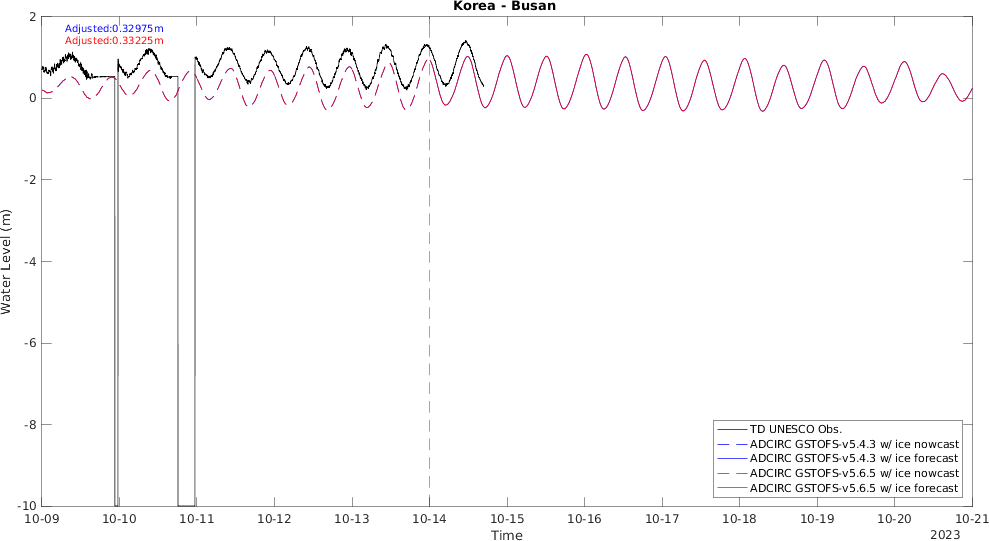 Korea - Busan
Adjusted:0.32975m
Adjusted:0.33225m
2
0
-2
-4
-6
-8
-10
Water Level (m)
TD UNESCO Obs.
ADCIRC GSTOFS-v5.4.3 w/ ice nowcast
ADCIRC GSTOFS-v5.4.3 w/ ice forecast
ADCIRC GSTOFS-v5.6.5 w/ ice nowcast
ADCIRC GSTOFS-v5.6.5 w/ ice forecast
10-09 10-10 10-11 10-12 10-13 10-14 10-15 10-16 10-17 10-18 10-19 10-20 10-21
Time
2023